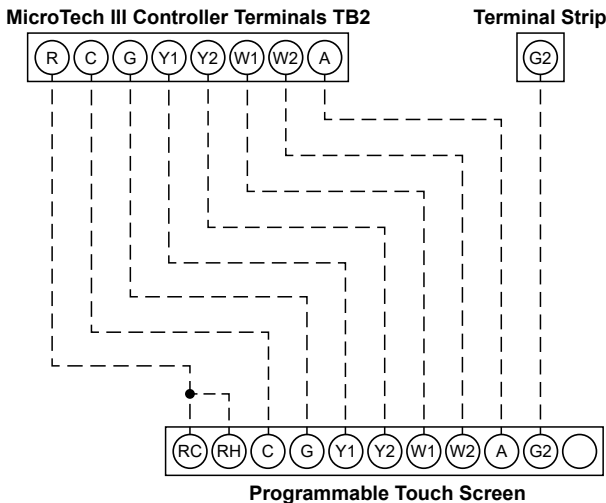 MicroTech III Controller Terminals TB2 Terminal Strip
R C G Y1 Y2 W1 W2 A G2
RC RH C G Y1 Y2 W1 W2 A G2
Programmable Touch Screen